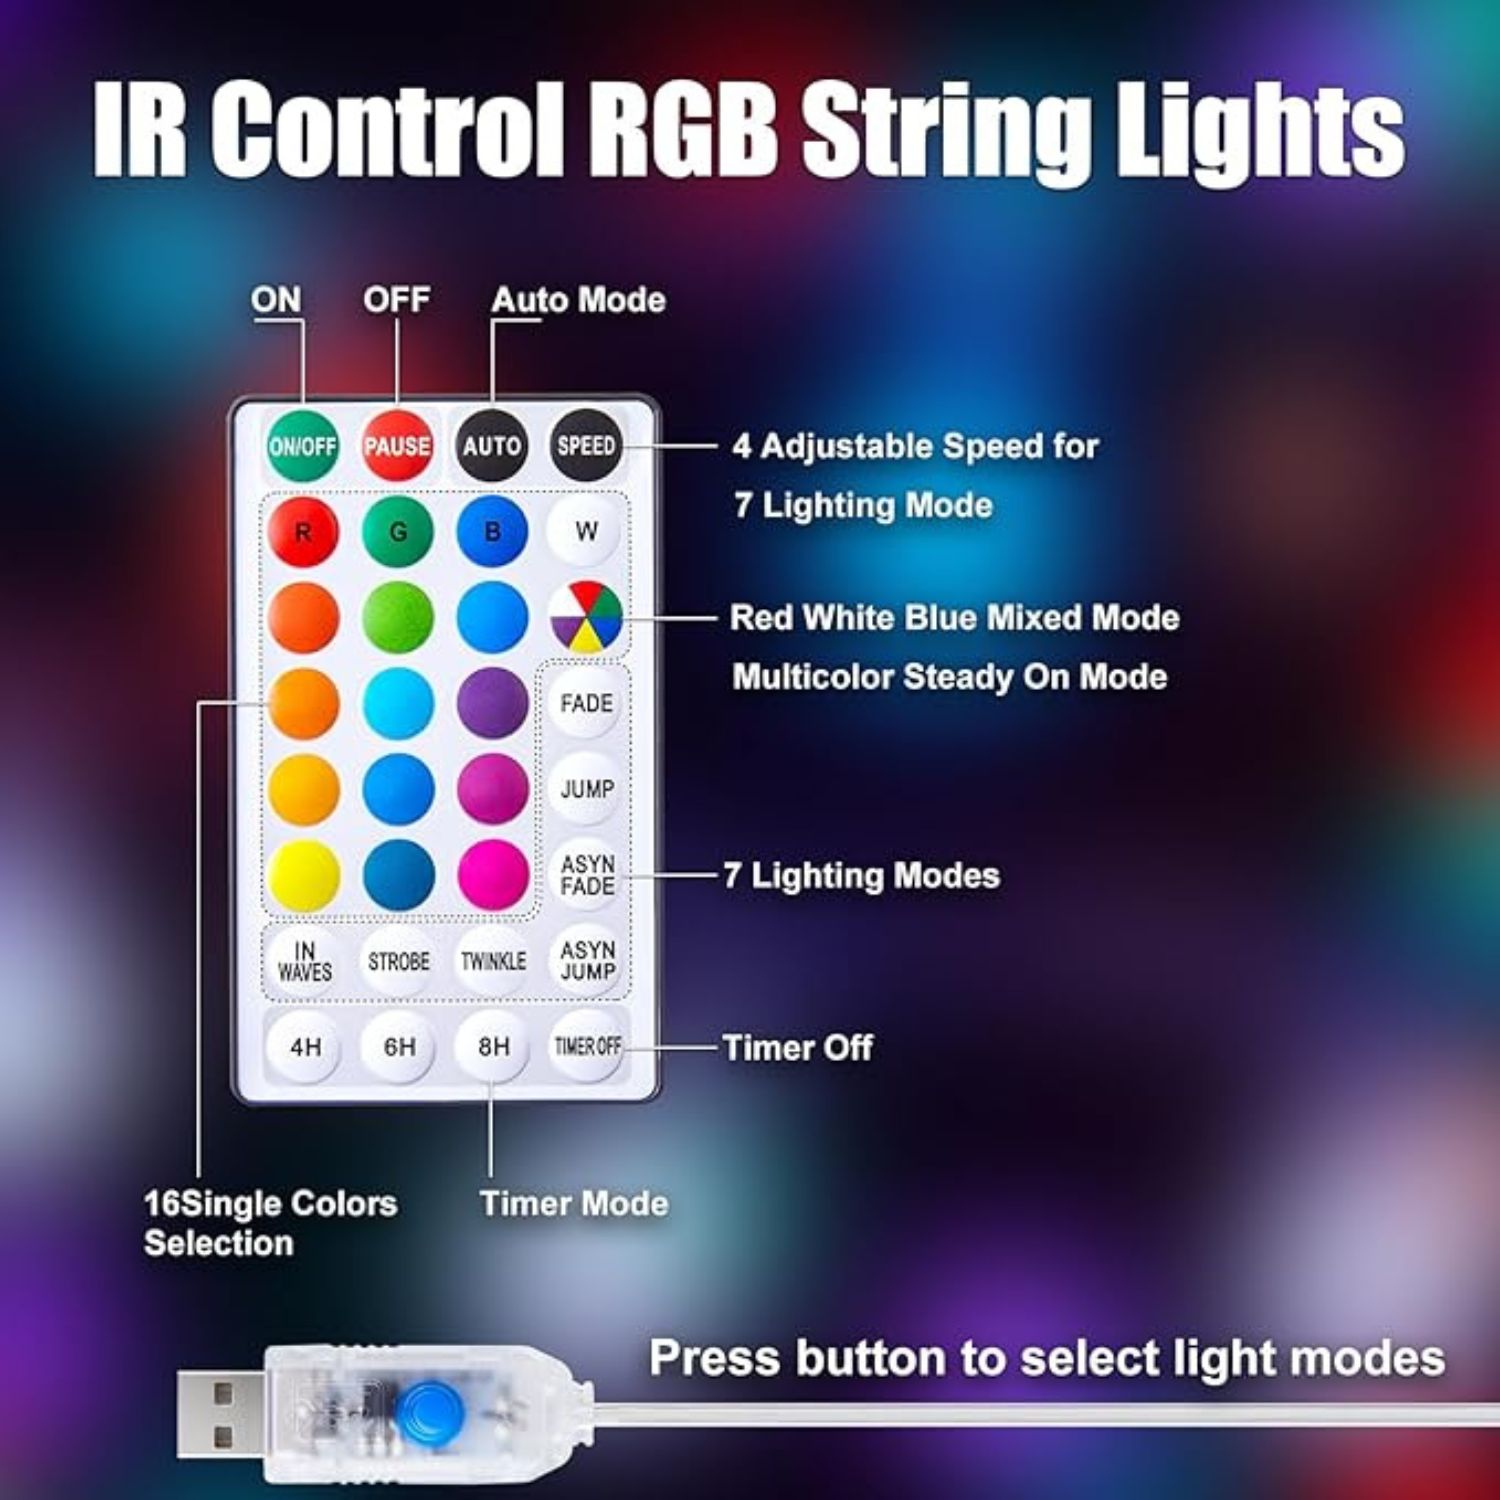 IR Control RGB String Lights
ON OFF Auto Mode
ON/OFF PAUSE AUTO SPEED
4 Adjustable Speed for
7 Lighting Mode
R G B W
Red White Blue Mixed Mode
Multicolor Steady On Mode
FADE
JUMP
ASYN
FADE
7 Lighting Modes
IN
WAVES
STROBE
TWINKLE
ASYN
JUMP
4H 6H 8H TIMER OFF
Timer Off
16Single Colors
Selection
Timer Mode
Press button to select light modes